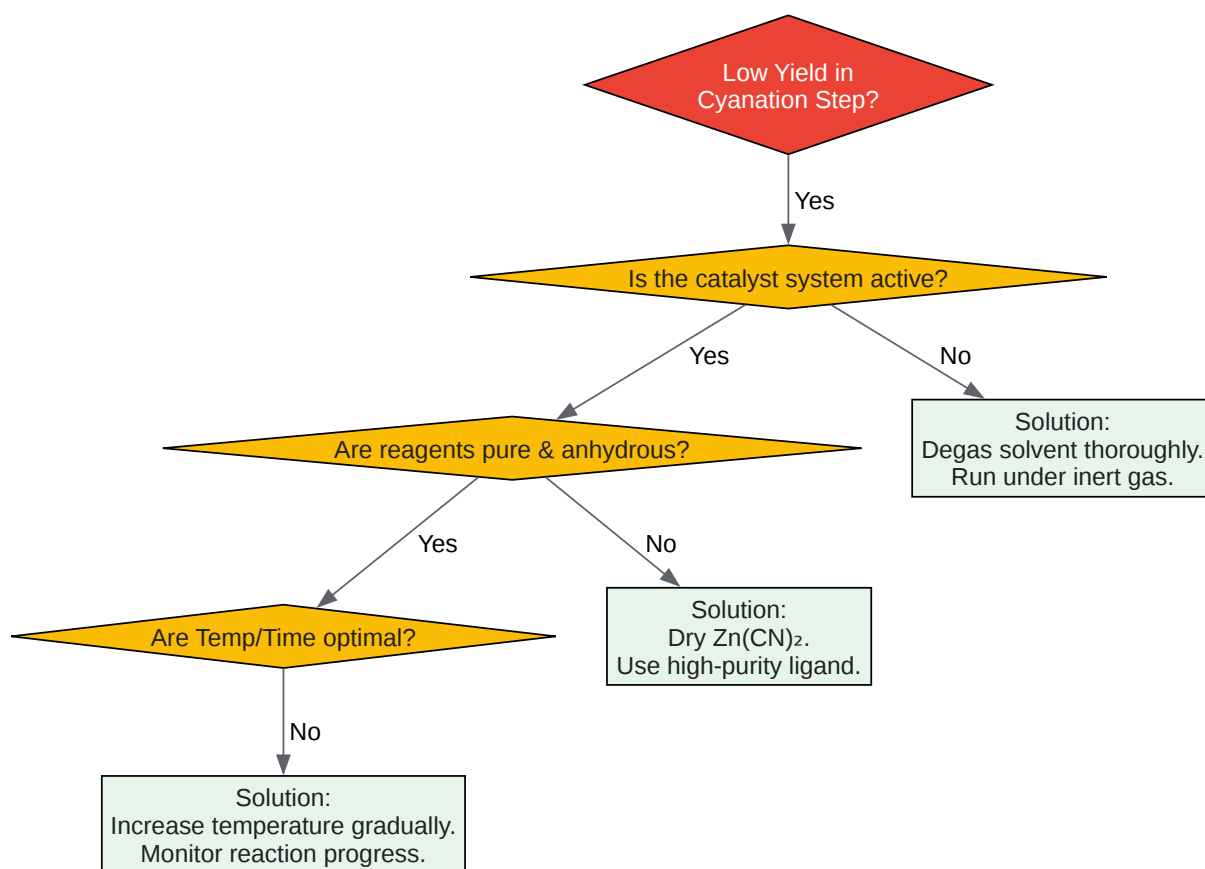 Low Yield in
Cyanation Step?
Yes
Is the catalyst system active?
Yes
No
Are reagents pure & anhydrous?
Solution:
Degas solvent thoroughly.
Run under inert gas.
Yes
No
Are Temp/Time optimal?
Solution:
Dry Zn(CN)₂.
Use high-purity ligand.
No
Solution:
Increase temperature gradually.
Monitor reaction progress.